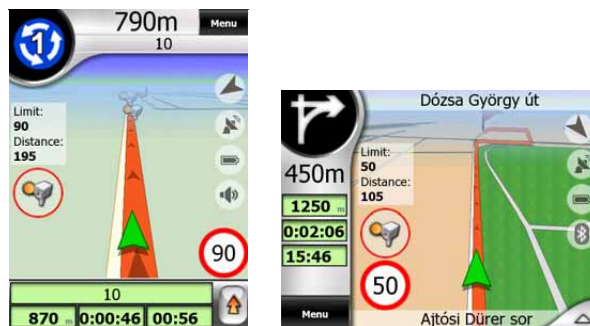 1
790m
Menu
10
Limit:
90
Distance:
195
90
10
870 m
0:00:46
00:56
Dózsa György út
450m
Limit:
50
Distance:
105
1250 m
0:02:06
15:46
50
Menu
Ajtósi Dürer sor